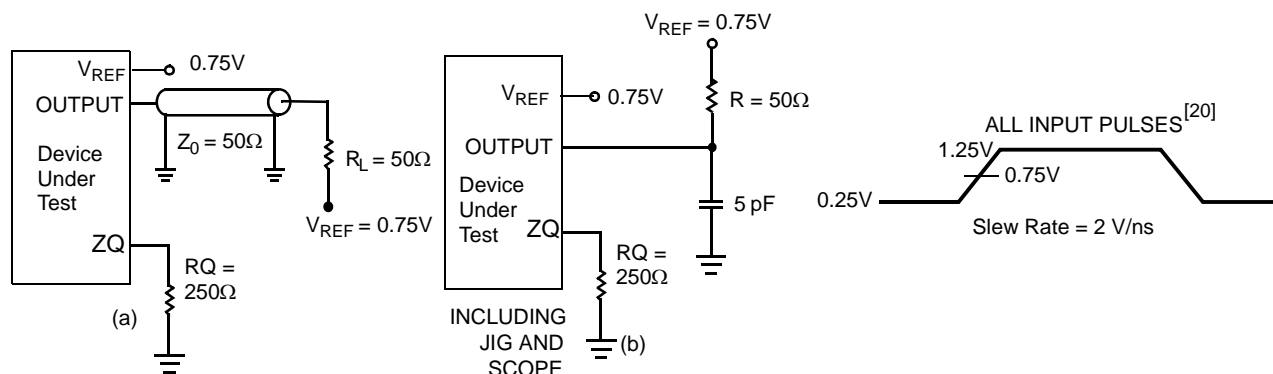 V_REF 0.75V
OUTPUT
Z_0 = 50Ω
Device
Under
Test
R_L = 50Ω
V_REF = 0.75V
ZQ
RQ =
250Ω
(a)
V_REF = 0.75V
R = 50Ω
V_REF 0.75V
OUTPUT
Device
Under
Test
5 pF
ZQ
RQ =
250Ω
INCLUDING
JIG AND
SCOPE
(b)
ALL INPUT PULSES[20]
1.25V
0.75V
0.25V
Slew Rate = 2 V/ns